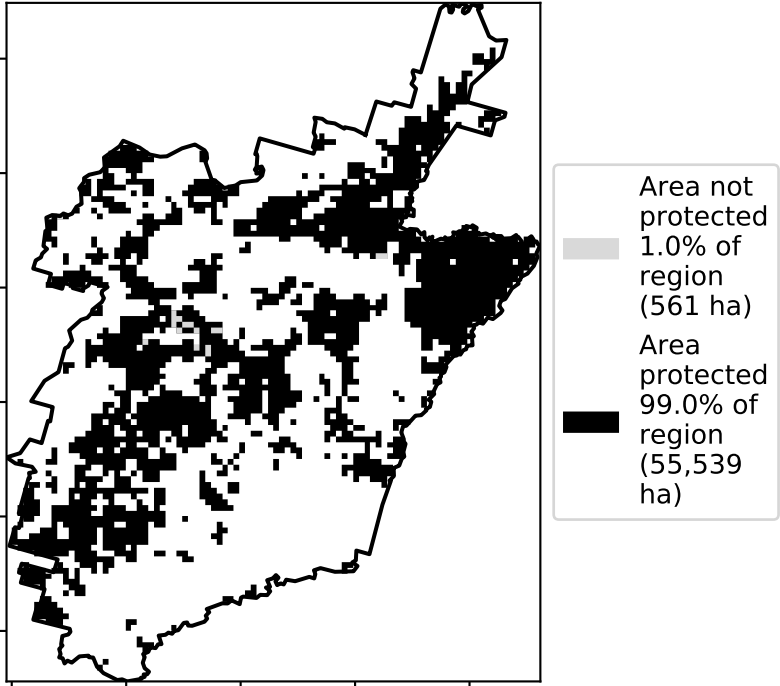 Area not
protected
1.0% of
region
(561 ha)
Area
protected
99.0% of
region
(55,539
ha)